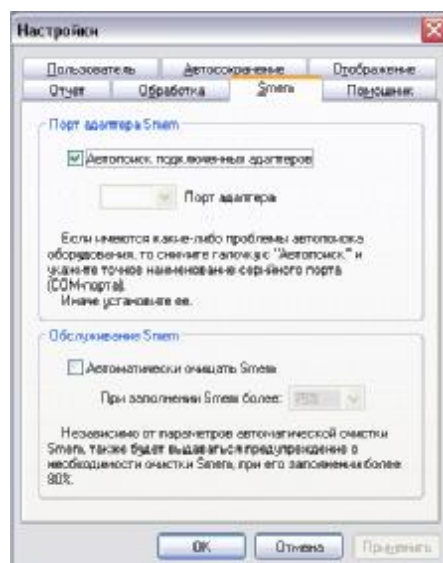 Настройки
Пользователь Автосохранение Отображение
Отчет Обработка Smem Помощник
Порт адаптера Smem
Автопоиск подключенных адаптеров
Порт адаптера
Если имеются какие-либо проблемы автопоиска
оборудования, то снимите галочку с "Автопоиск" и
укажите точное наименование серийного порта
(COM-порта).
Иначе установите ее.
Обслуживание Smem
Автоматически очищать Smem
При заполнении Smem более: 75%
Независимо от параметров автоматической очистки
Smem, также будет выдаваться предупреждение о
необходимости очистки Smem, при его заполнении более
80%.
OK Отмена Применить